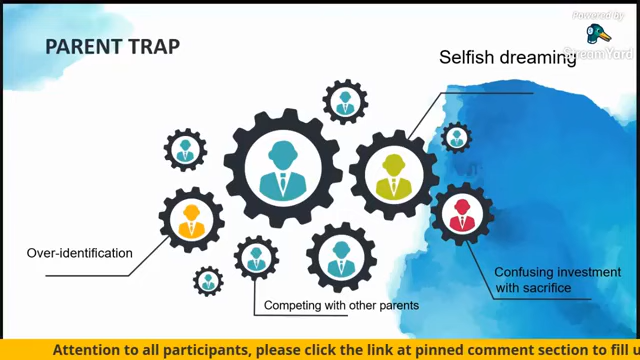 Powered by
StreamYard
PARENT TRAP
Selfish dreaming
Over-identification
Confusing investment
with sacrifice
Competing with other parents
Attention to all participants, please click the link at pinned comment section to fill u